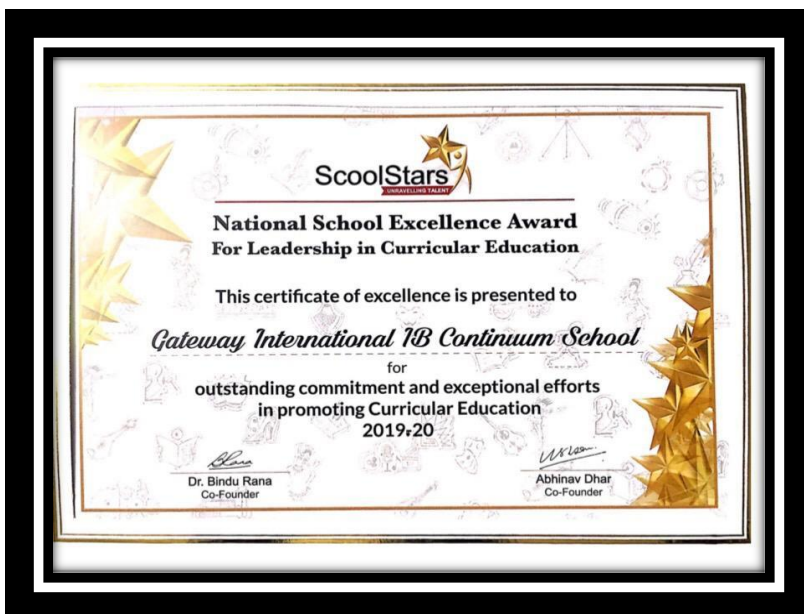 ScoolStars
UNRAVELLING TALENT
National School Excellence Award
For Leadership in Curricular Education
This certificate of excellence is presented to
Gateway International IB Continuum School
for
outstanding commitment and exceptional efforts
in promoting Curricular Education
2019-20
Dr. Bindu Rana
Co-Founder
Abhinav Dhar
Co-Founder